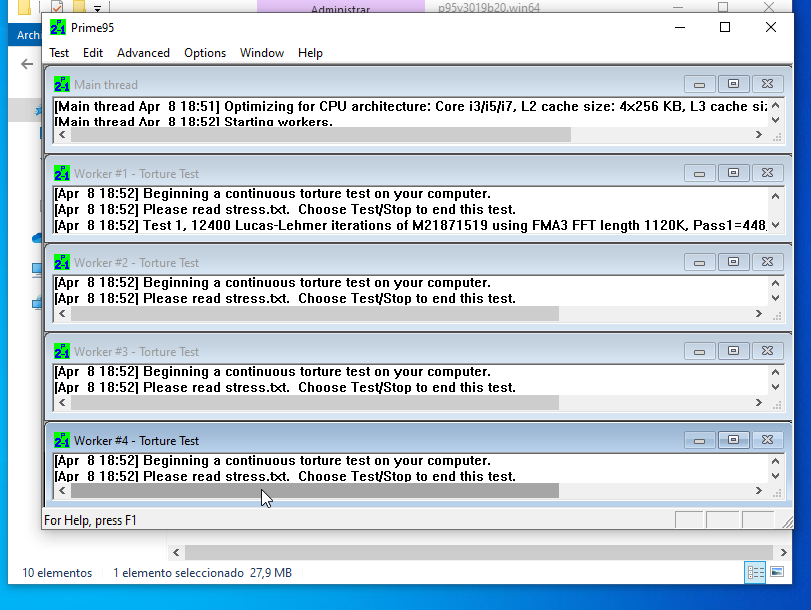 Administrar
p95v3019b20.win64
Arch
Prime95
Test Edit Advanced Options Window Help
Main thread
[Main thread Apr 8 18:51] Optimizing for CPU architecture: Core i3/i5/i7, L2 cache size: 4x256 KB, L3 cache siz
[Main thread Apr 8 18:52] Starting workers.
Worker #1 - Torture Test
[Apr 8 18:52] Beginning a continuous torture test on your computer.
[Apr 8 18:52] Please read stress.txt. Choose Test/Stop to end this test.
[Apr 8 18:52] Test 1, 12400 Lucas-Lehmer iterations of M21871519 using FMA3 FFT length 1120K, Pass1=448,
Worker #2 - Torture Test
[Apr 8 18:52] Beginning a continuous torture test on your computer.
[Apr 8 18:52] Please read stress.txt. Choose Test/Stop to end this test.
Worker #3 - Torture Test
[Apr 8 18:52] Beginning a continuous torture test on your computer.
[Apr 8 18:52] Please read stress.txt. Choose Test/Stop to end this test.
Worker #4 - Torture Test
[Apr 8 18:52] Beginning a continuous torture test on your computer.
[Apr 8 18:52] Please read stress.txt. Choose Test/Stop to end this test.
For Help, press F1
10 elementos 1 elemento seleccionado 27,9 MB